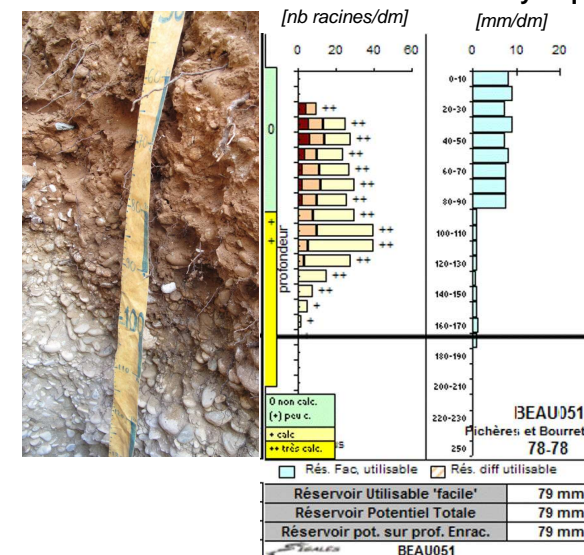 [nb racines/dm] [mm/dm]
0 20 40 60
0 10 20
0-10
20-30
40-50
60-70
80-90
100-110
120-130
140-150
160-170
180-190
200-210
220-230
250
++
++
++
++
++
++
++
++
++
++
++
++
++
+
+
0
+
+
profondeur
100
0 non calc.
(+) peu c.
+ calc
++ très calc.
BEAU051
Pichères et Bourret
78-78
Rés. Fac, utilisable Rés. diff utilisable
Réservoir Utilisable 'facile' 79 mm
Réservoir Potentiel Totale 79 mm
Réservoir pot. sur prof. Enrac. 79 mm
BEAU051